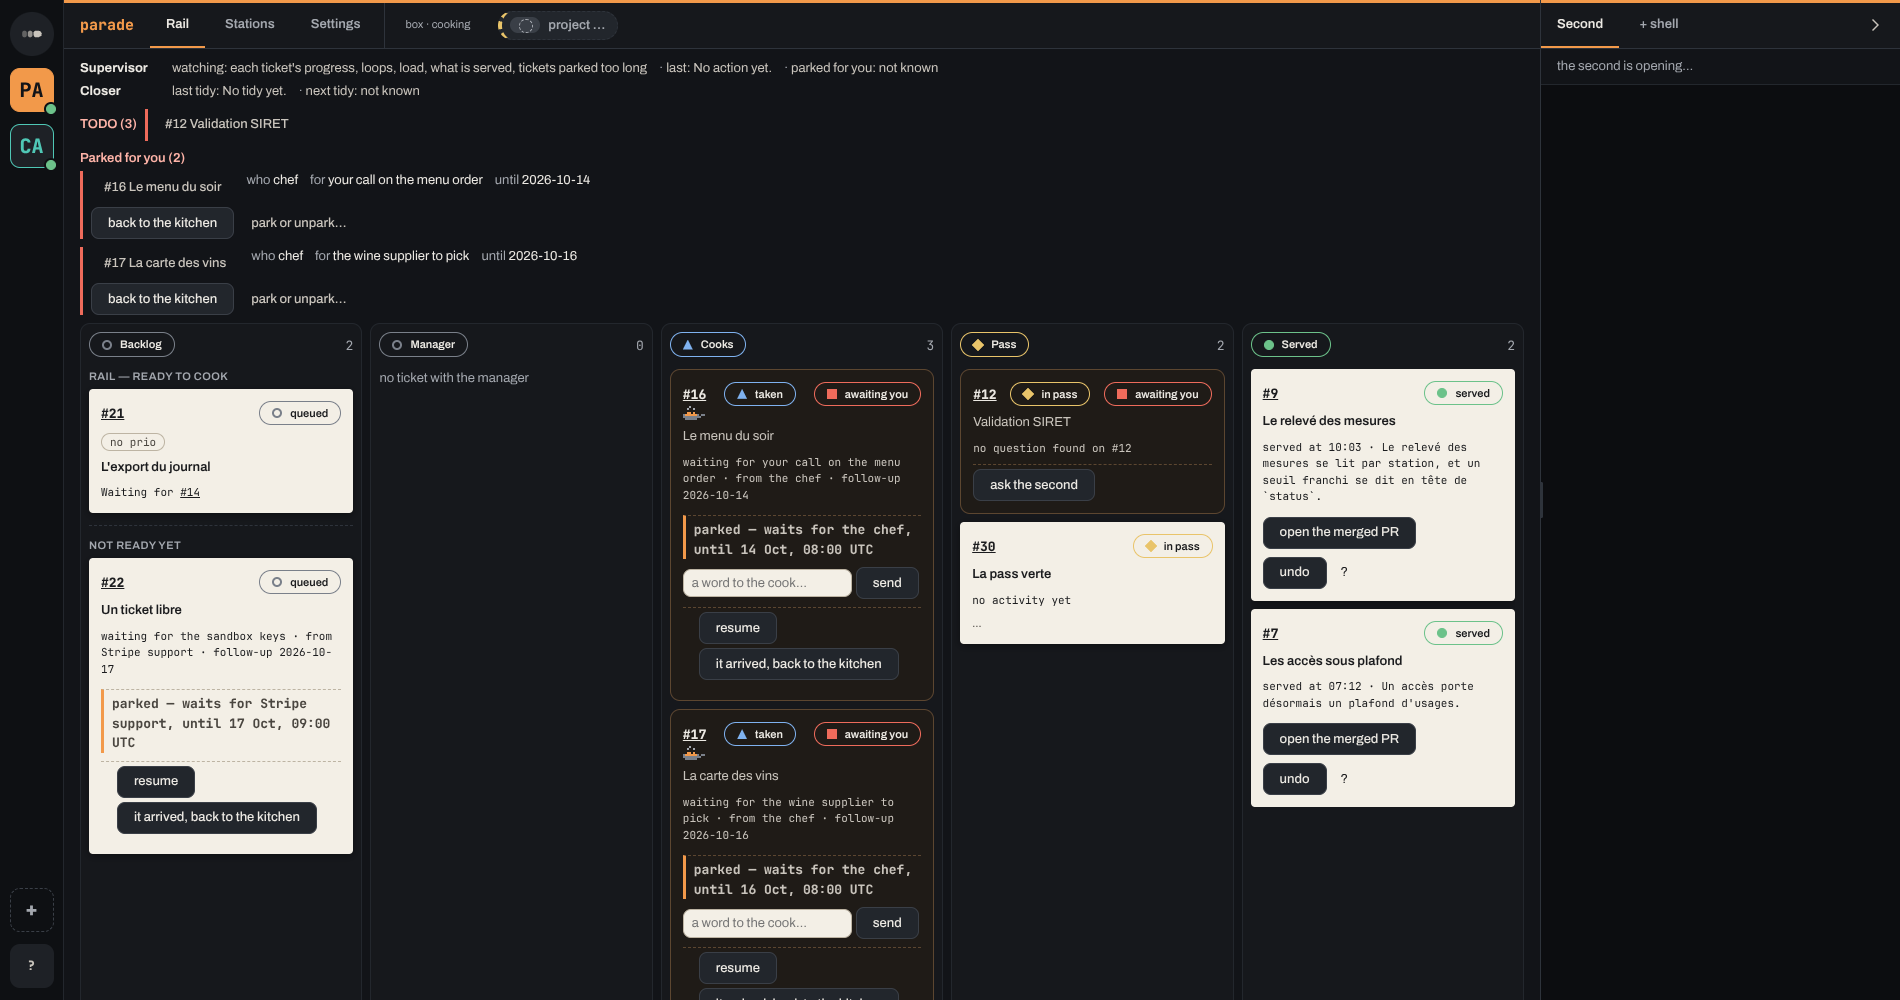 parade Rail Stations Settings box · cooking project ...
Second + shell
PA
CA
+
?
the second is opening...
Supervisor watching: each ticket's progress, loops, load, what is served, tickets parked too long · last: No action yet. · parked for you: not known
Closer last tidy: No tidy yet. · next tidy: not known
TODO (3) #12 Validation SIRET
Parked for you (2)
#16 Le menu du soir who chef for your call on the menu order until 2026-10-14
back to the kitchen park or unpark...
#17 La carte des vins who chef for the wine supplier to pick until 2026-10-16
back to the kitchen park or unpark...
Backlog 2
RAIL — READY TO COOK
#21 queued
no prio
L'export du journal
Waiting for #14
NOT READY YET
#22 queued
Un ticket libre
waiting for the sandbox keys · from
Stripe support · follow-up 2026-10-
17
parked — waits for Stripe
support, until 17 Oct, 09:00
UTC
resume
it arrived, back to the kitchen
Manager 0
no ticket with the manager
Cooks 3
#16 taken awaiting you
Le menu du soir
waiting for your call on the menu
order · from the chef · follow-up
2026-10-14
parked — waits for the chef,
until 14 Oct, 08:00 UTC
a word to the cook... send
resume
it arrived, back to the kitchen
#17 taken awaiting you
La carte des vins
waiting for the wine supplier to
pick · from the chef · follow-up
2026-10-16
parked — waits for the chef,
until 16 Oct, 08:00 UTC
a word to the cook... send
resume
Pass 2
#12 in pass awaiting you
Validation SIRET
no question found on #12
ask the second
#30 in pass
La pass verte
no activity yet
...
Served 2
#9 served
Le relevé des mesures
served at 10:03 · Le relevé des
mesures se lit par station, et un
seuil franchi se dit en tête de
`status`.
open the merged PR
undo ?
#7 served
Les accès sous plafond
served at 07:12 · Un accès porte
désormais un plafond d'usages.
open the merged PR
undo ?